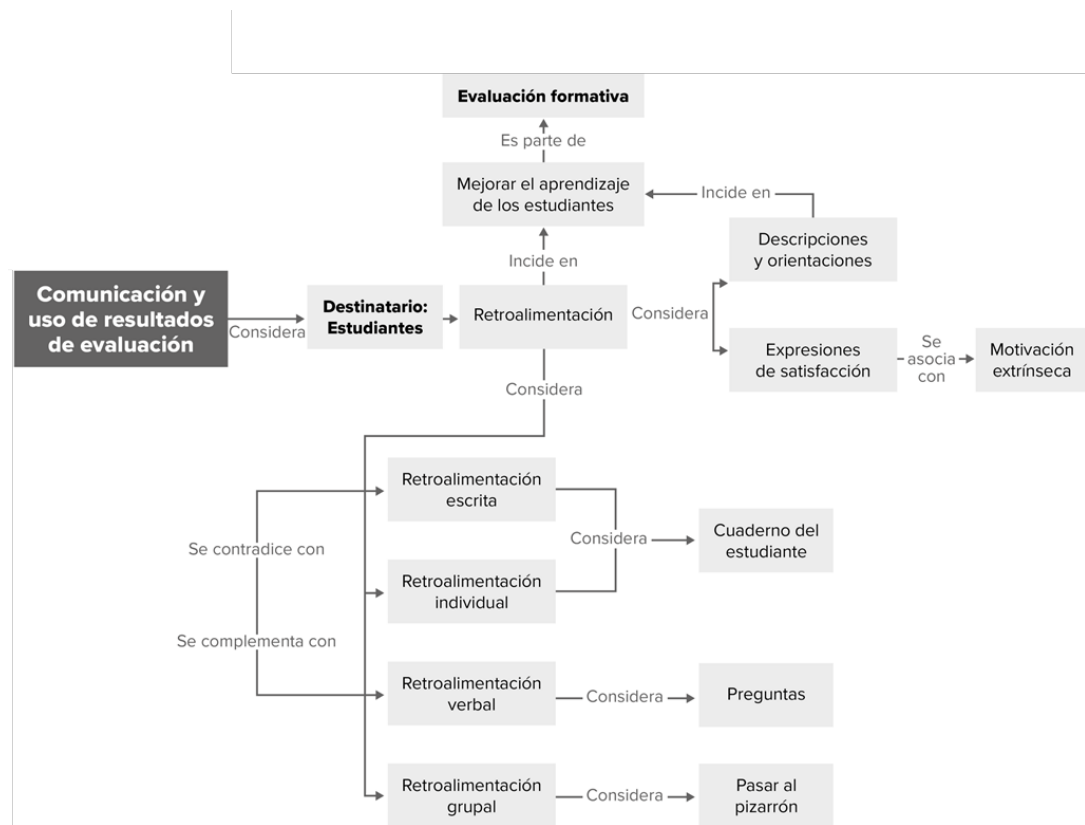 Evaluación formativa
Es parte de
Mejorar el aprendizaje
de los estudiantes
Incide en
Descripciones
y orientaciones
Incide en
Comunicación y
uso de resultados
de evaluación
Considera
Destinatario:
Estudiantes
Retroalimentación
Considera
Expresiones
de satisfacción
Se
asocia
con
Motivación
extrínseca
Considera
Retroalimentación
escrita
Considera
Cuaderno del
estudiante
Se contradice con
Retroalimentación
individual
Se complementa con
Retroalimentación
verbal
Considera
Preguntas
Retroalimentación
grupal
Considera
Pasar al
pizarrón